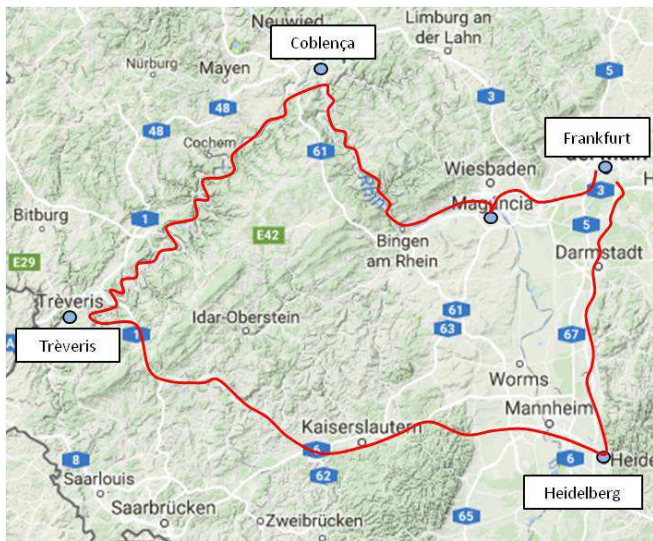 Neuwied
Limburg an
der Lahn
Coblença
Nürburg
Mayen
5
48
3
48
Cochem
61
Frankfurt
Wiesbaden
Rhin
3
H
Magúncia
1
Bitburg
5
E42
Bingen
am Rhein
Darmstadt
E29
Trèveris
61
Idar-Oberstein
63
67
1
Trèveris
Worms
Mannheim
Kaiserslautern
6
6
Heide
8
62
Saarlouis
Heidelberg
Saarbrücken
Zweibrücken
65